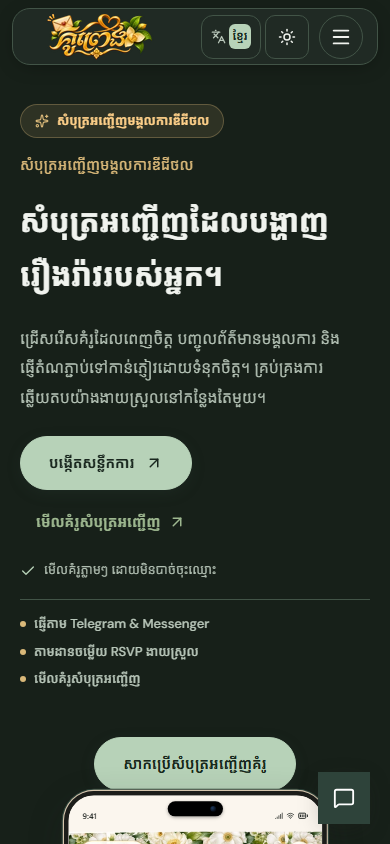 គូព្រេង
ខ្មែរ
សំបុត្រអញ្ជើញមង្គលការឌីជីថល
សំបុត្រអញ្ជើញមង្គលការឌីជីថល
សំបុត្រអញ្ជើញដែលបង្ហាញ
រឿងរ៉ាវរបស់អ្នក។
ជ្រើសរើសគំរូដែលពេញចិត្ត បញ្ចូលព័ត៌មានមង្គលការ និង
ផ្ញើតំណភ្ជាប់ទៅកាន់ភ្ញៀវដោយទំនុកចិត្ត។ គ្រប់គ្រងការ
ឆ្លើយតបយ៉ាងងាយស្រួលនៅកន្លែងតែមួយ។
បង្កើតសន្លឹកការ
មើលគំរូសំបុត្រអញ្ជើញ
មើលគំរូភ្លាមៗ ដោយមិនបាច់ចុះឈ្មោះ
ផ្ញើតាម Telegram & Messenger
តាមដានចម្លើយ RSVP ងាយស្រួល
មើលគំរូសំបុត្រអញ្ជើញ
សាកប្រើសំបុត្រអញ្ជើញគំរូ
9:41